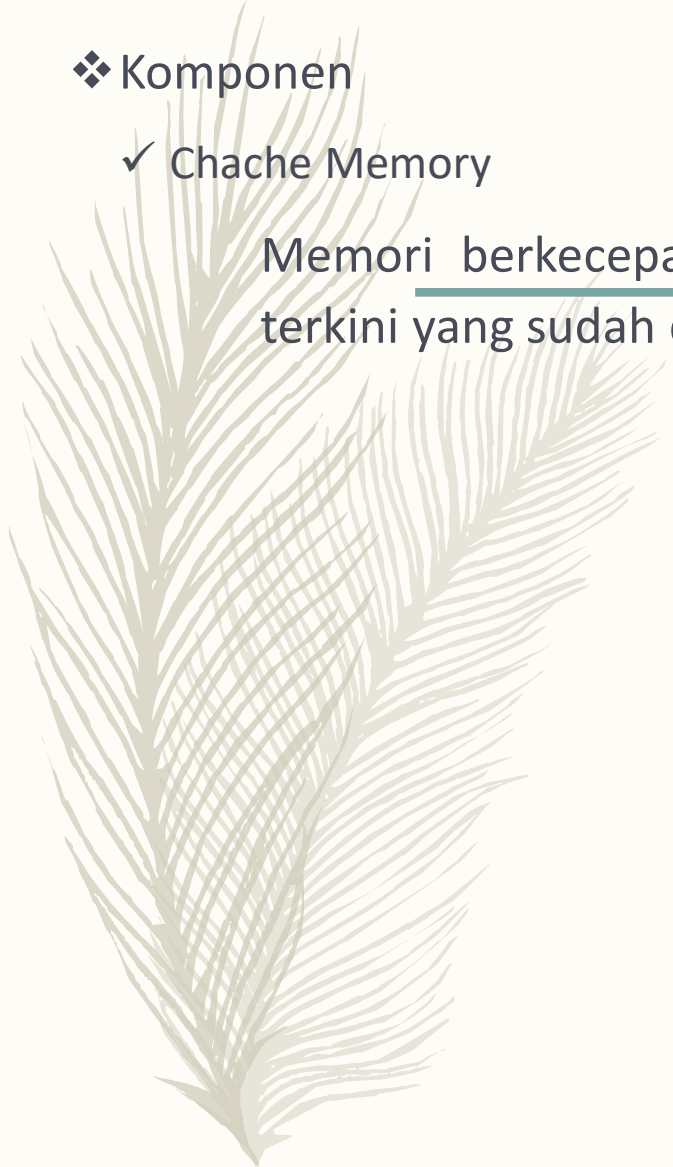 ❖Komponen
✓ Chache Memory
Memori berkecepa
terkini yang sudah